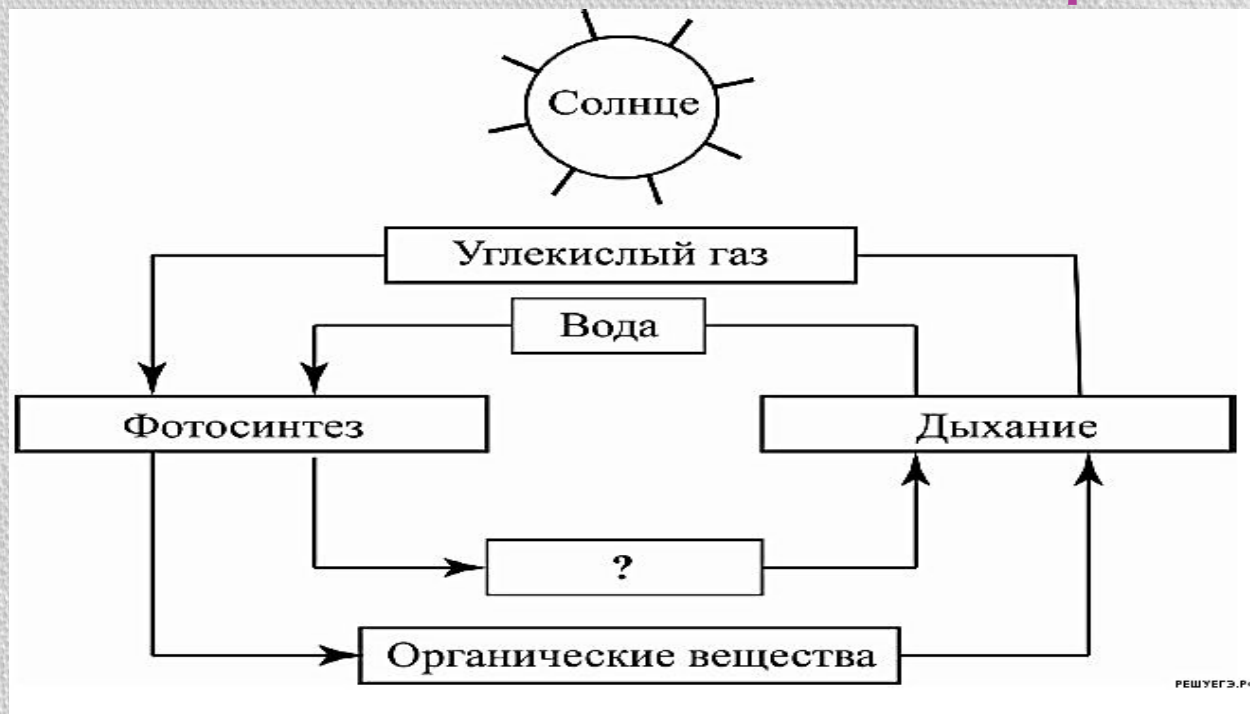 Солнце
Углекислый газ
Вода
Фотосинтез
Дыхание
?
Органические вещества